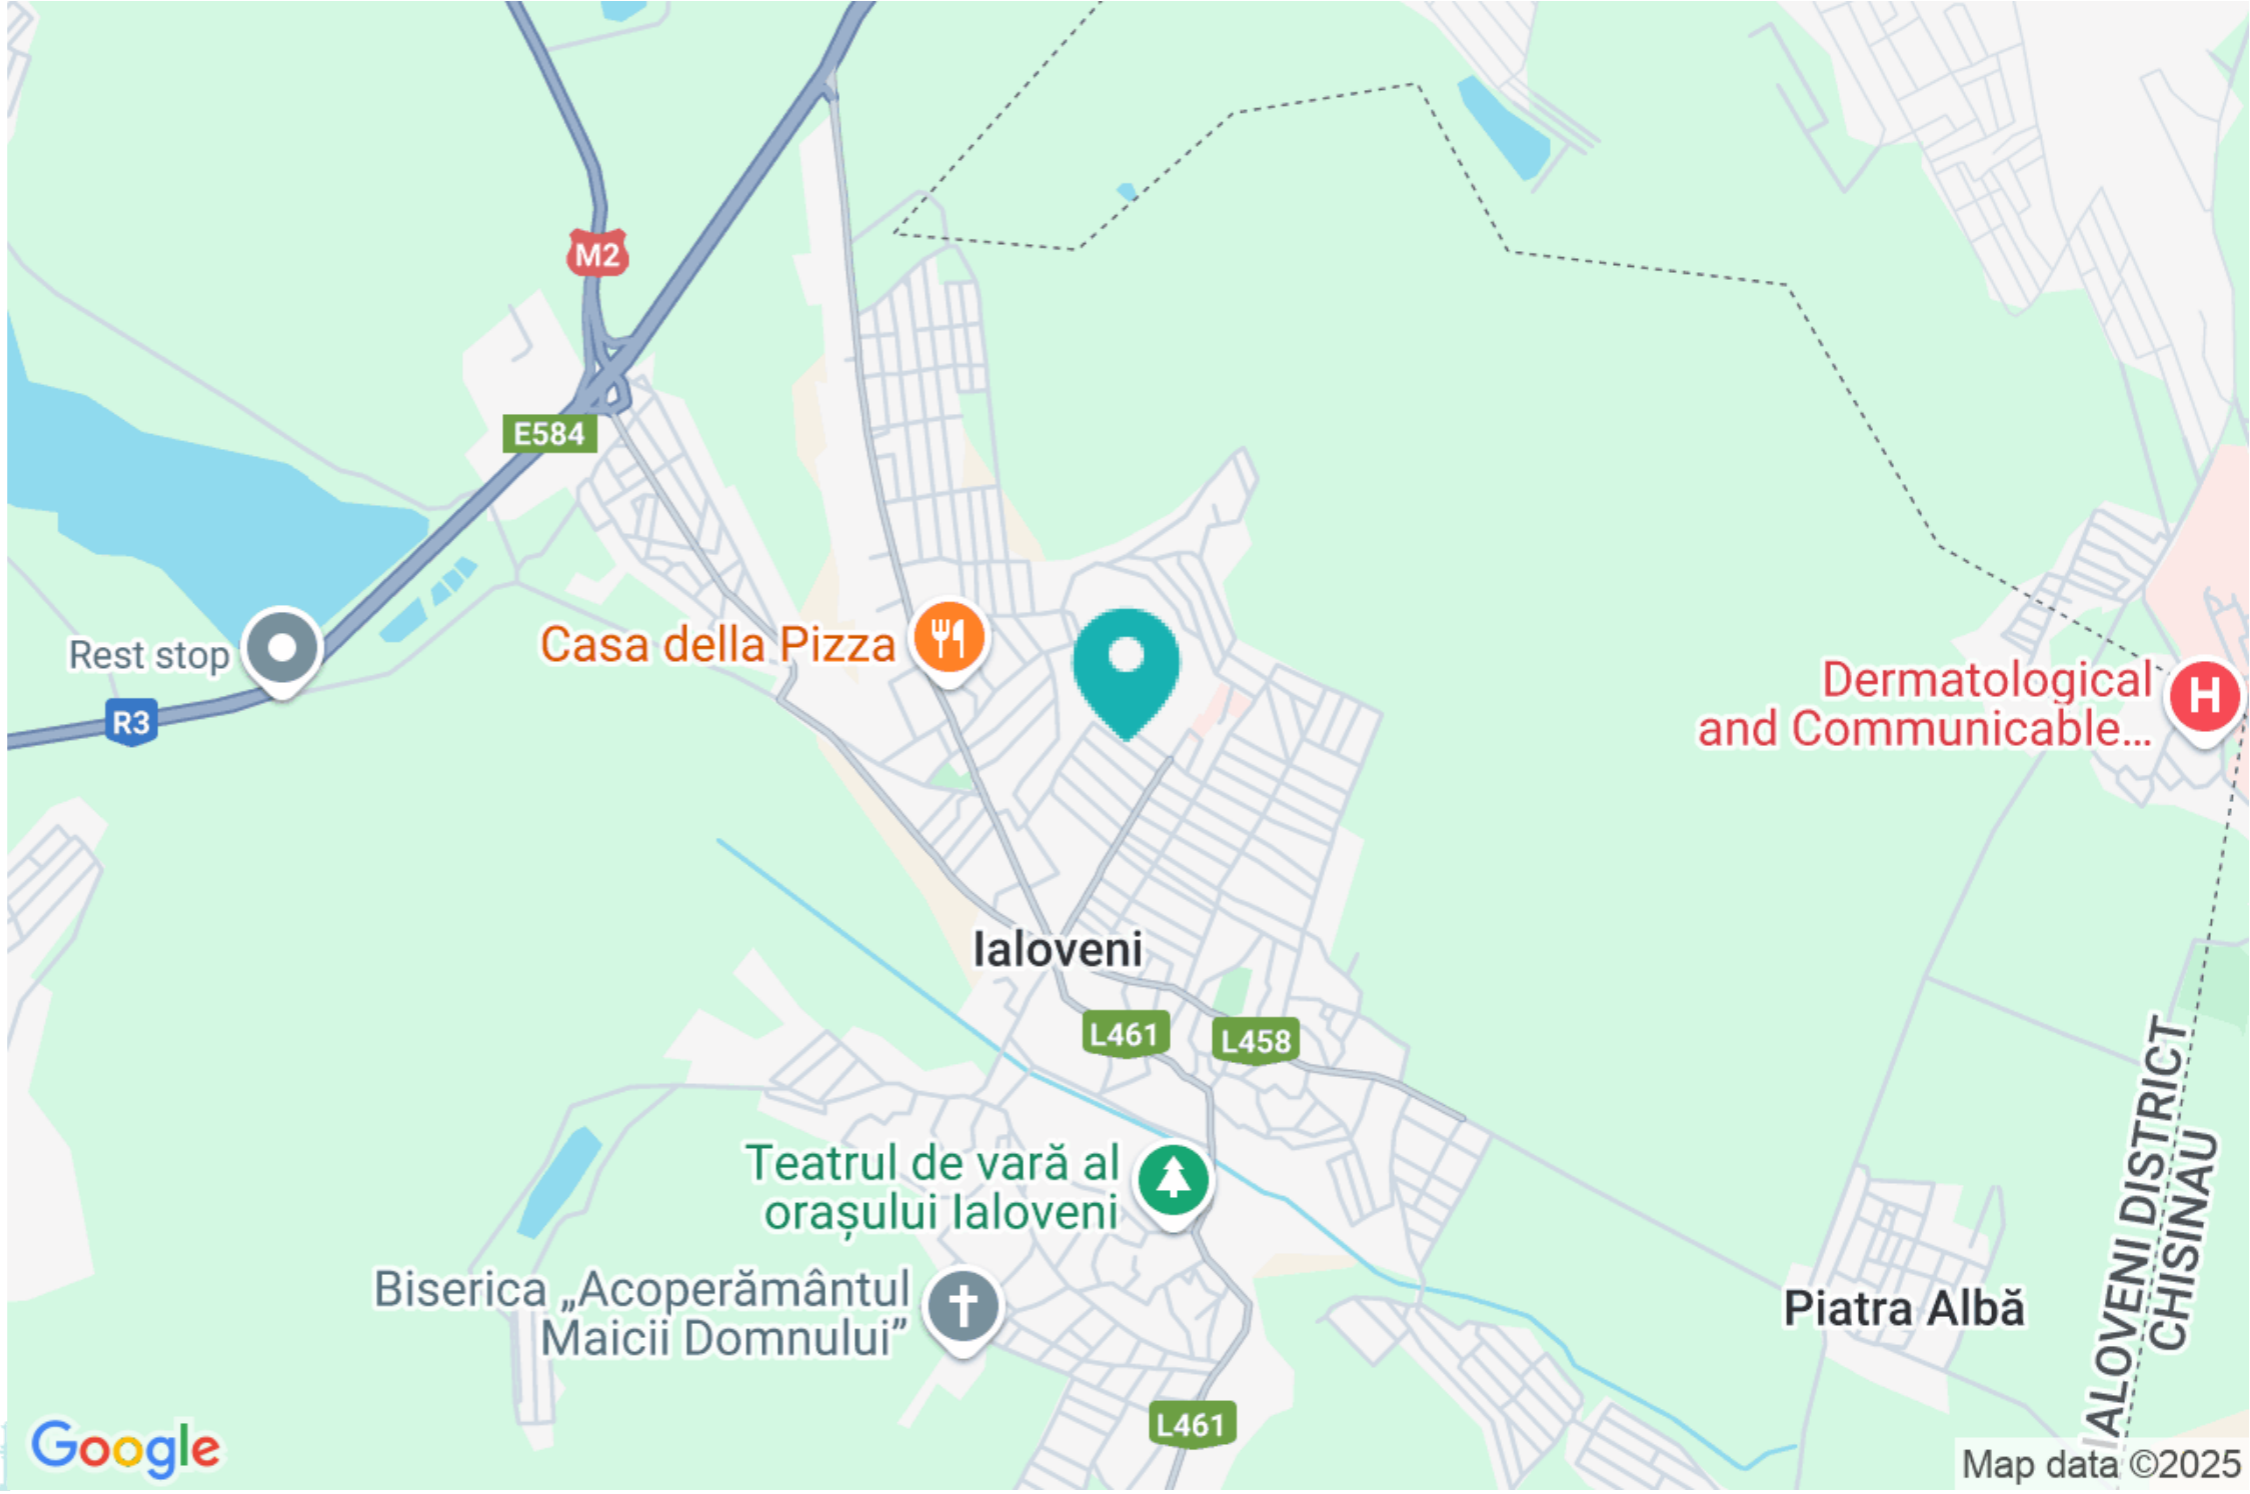 M2
E584
Casa della Pizza
Rest stop
R3
Dermatological
and Communicable...
H
Ialoveni
L461
L458
Teatrul de vară al
orașului Ialoveni
Biserica „Acoperământul
Maicii Domnului”
Piatra Albă
IALOVENI DISTRICT
CHISINAU
L461
Google
Map data ©2025